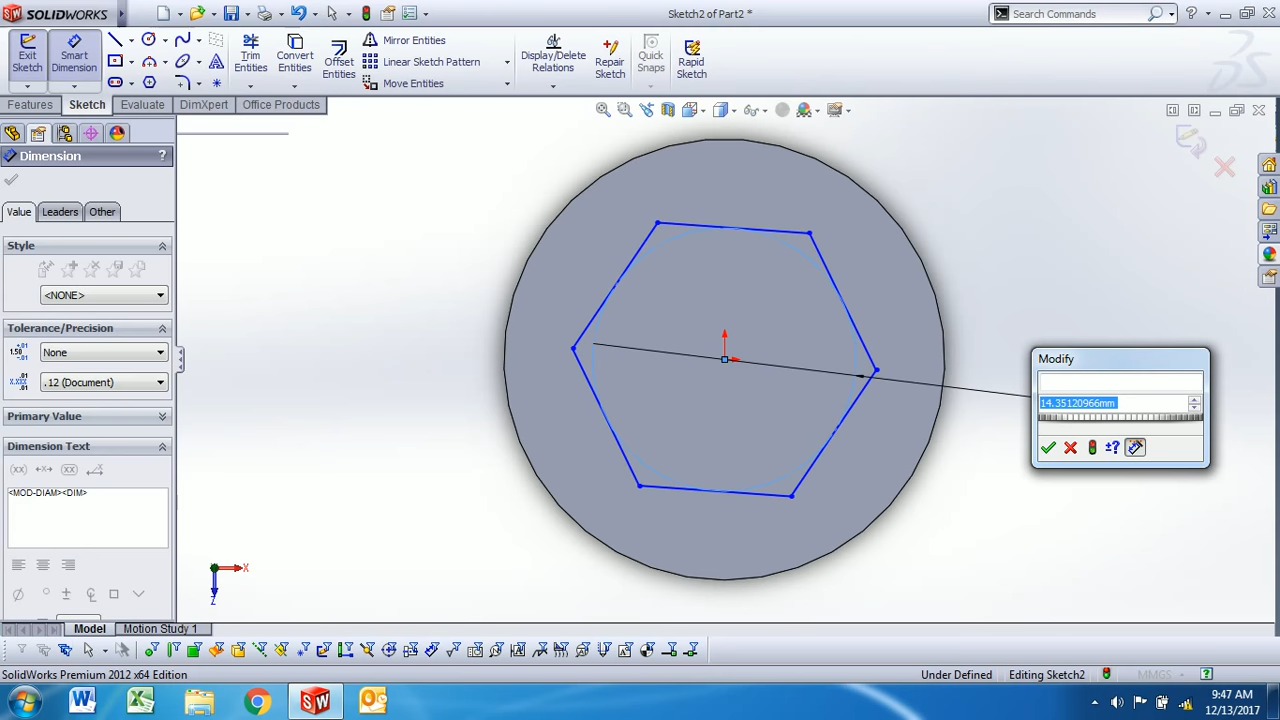 SOLIDWORKS
Sketch2 of Part2 *
Search Commands
Exit Sketch
Smart Dimension
Trim Entities
Convert Entities
Offset Entities
Mirror Entities
Linear Sketch Pattern
Move Entities
Display/Delete Relations
Repair Sketch
Quick Snaps
Rapid Sketch
Features
Sketch
Evaluate
DimXpert
Office Products
Dimension
?
Value
Leaders
Other
Style
<NONE>
Tolerance/Precision
None
.12 (Document)
Primary Value
Dimension Text
<MOD-DIAM><DIM>
Modify
14.35120966mm
X
Z
Model
Motion Study 1
SolidWorks Premium 2012 x64 Edition
Under Defined
Editing Sketch2
MMGS
9:47 AM
12/13/2017